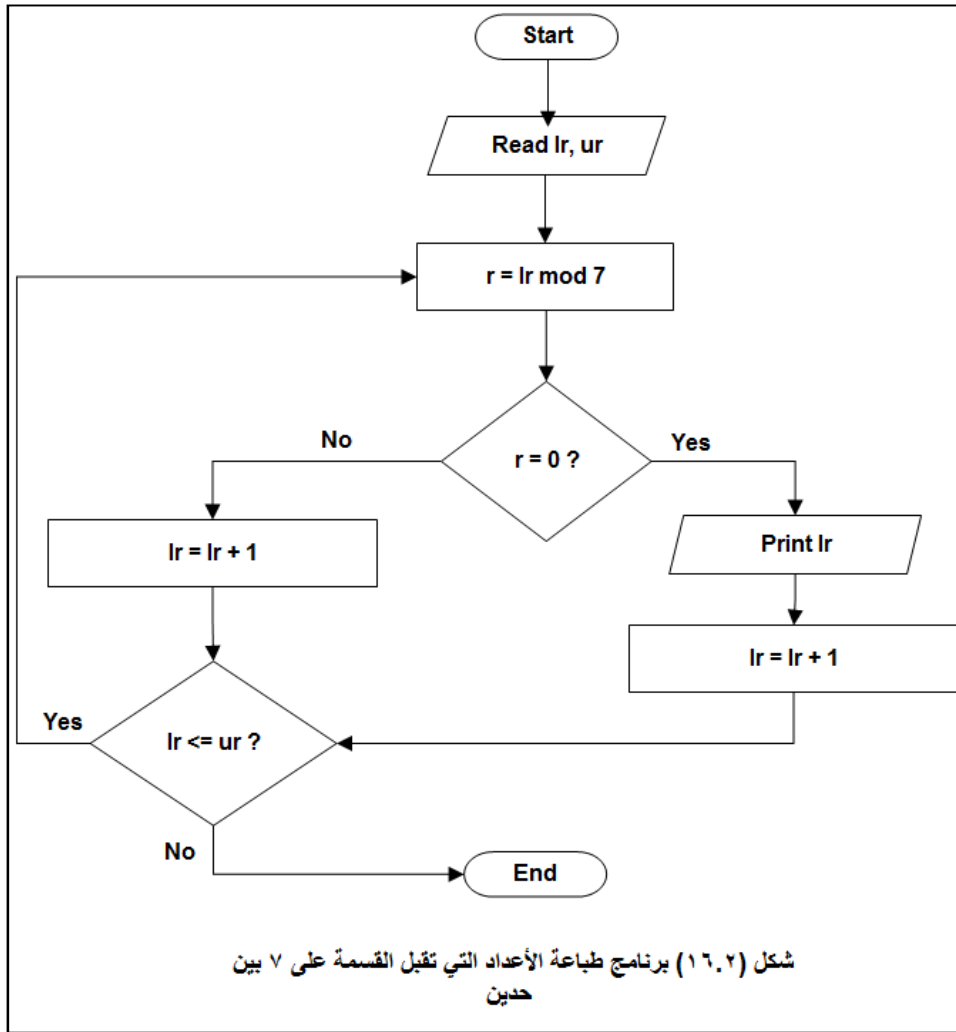 Start
Read lr, ur
r = lr mod 7
r = 0 ?
No
Yes
lr = lr + 1
Print lr
lr = lr + 1
lr <= ur ?
Yes
No
End
شكل (١٦.٢) برنامج طباعة الأعداد التي تقبل القسمة على ٧ بين
حدين